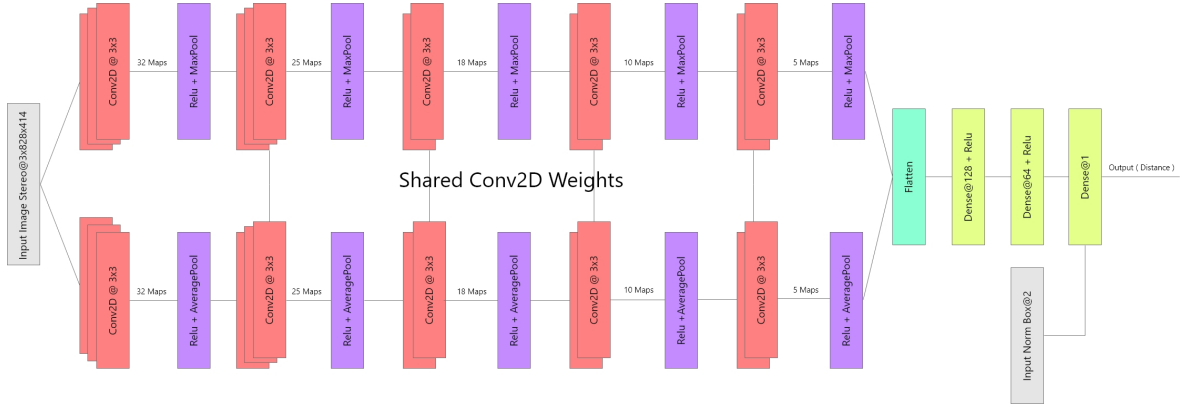 Input Image Stereo@3x828x414
Conv2D @ 3x3
32 Maps
Relu + MaxPool
Conv2D @ 3x3
25 Maps
Relu + MaxPool
Conv2D @ 3x3
18 Maps
Relu + MaxPool
Conv2D @ 3x3
10 Maps
Relu + MaxPool
Conv2D @ 3x3
5 Maps
Relu + MaxPool
Shared Conv2D Weights
Conv2D @ 3x3
32 Maps
Relu + AveragePool
Conv2D @ 3x3
25 Maps
Relu + AveragePool
Conv2D @ 3x3
18 Maps
Relu + AveragePool
Conv2D @ 3x3
10 Maps
Relu +AveragePool
Conv2D @ 3x3
5 Maps
Relu + AveragePool
Flatten
Dense@128 + Relu
Dense@64 + Relu
Dense@1
Output ( Distance )
Input Norm Box@2